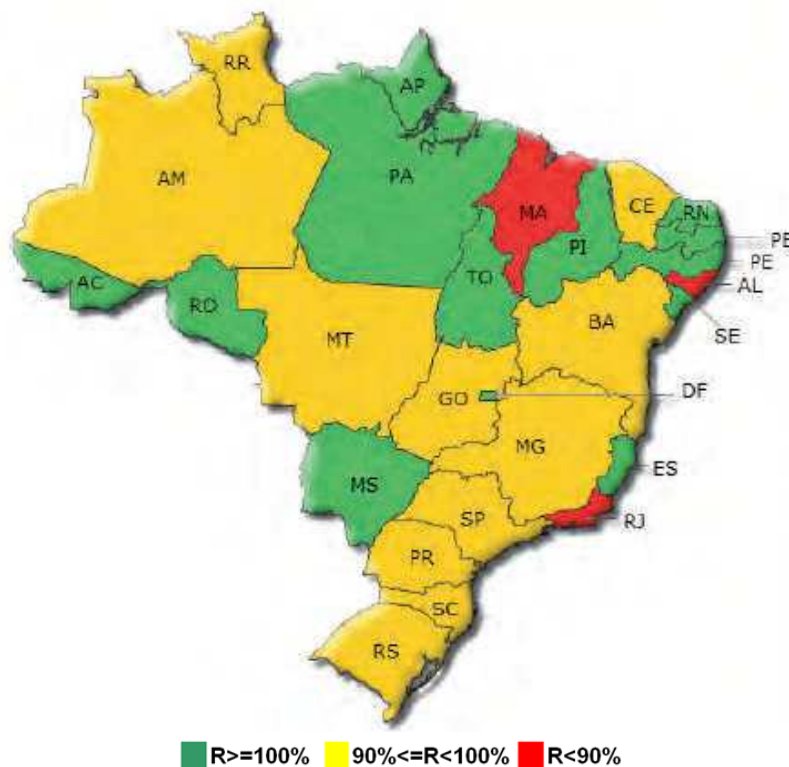 RR
AP
AM
PA
MA
CE
RN
PB
PE
PI
TO
AC
AL
RO
SE
MT
BA
DF
GO
MG
ES
MS
SP
RJ
PR
SC
RS
R>=100% 90%<=R<100% R<90%